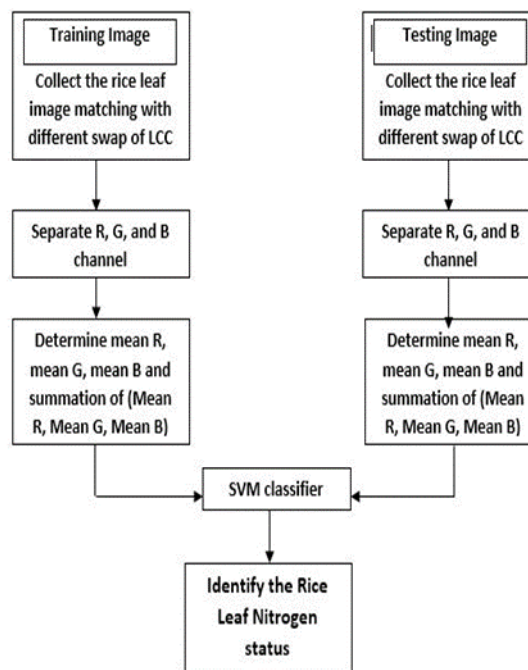 Training Image
Collect the rice leaf
image matching with
different swap of LCC
Separate R, G, and B
channel
Determine mean R,
mean G, mean B and
summation of (Mean
R, Mean G, Mean B)
Testing Image
Collect the rice leaf
image matching with
different swap of LCC
Separate R, G, and B
channel
Determine mean R,
mean G, mean B and
summation of (Mean
R, Mean G, Mean B)
SVM classifier
Identify the Rice
Leaf Nitrogen
status